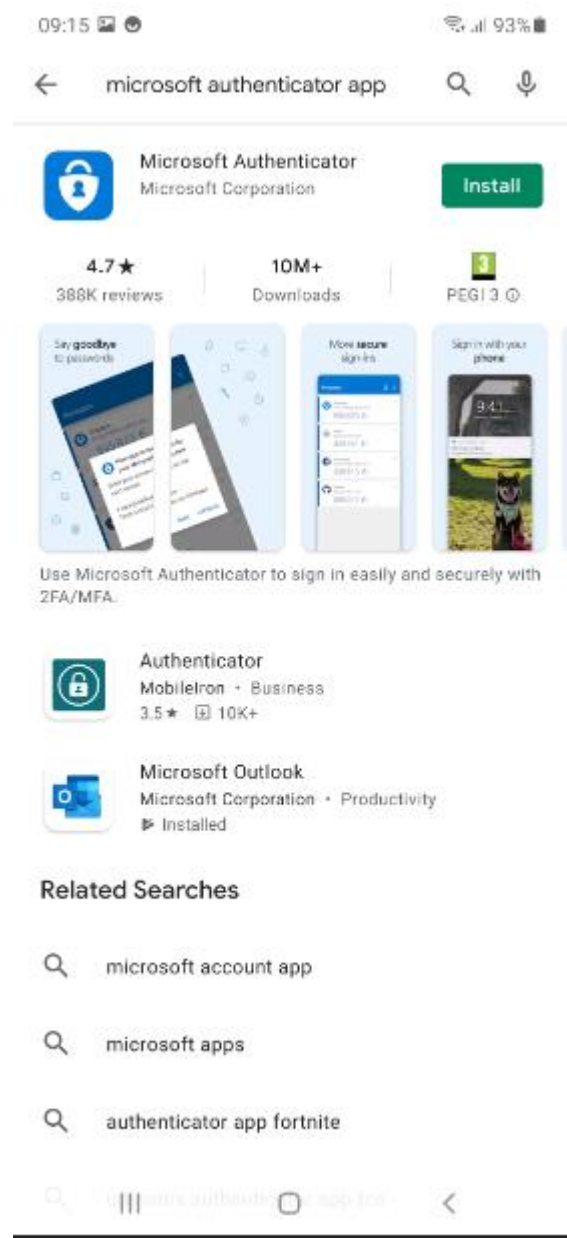 09:15
93%
microsoft authenticator app
Microsoft Authenticator
Microsoft Corporation
Install
4.7★
388K reviews
10M+
Downloads
3
PEGI 3
Say goodbye
to passwords
More secure
sign-ins
Sign in with your
phone
9:41
Use Microsoft Authenticator to sign in easily and securely with
2FA/MFA.
Authenticator
MobileIron • Business
3.5★ 10K+
Microsoft Outlook
Microsoft Corporation • Productivity
Installed
Related Searches
microsoft account app
microsoft apps
authenticator app fortnite
authenticator app for